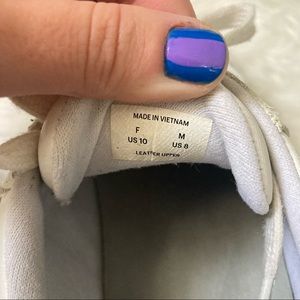 MADE IN VIETNAM
F M
US 10 US 8
LEATHER UPPER